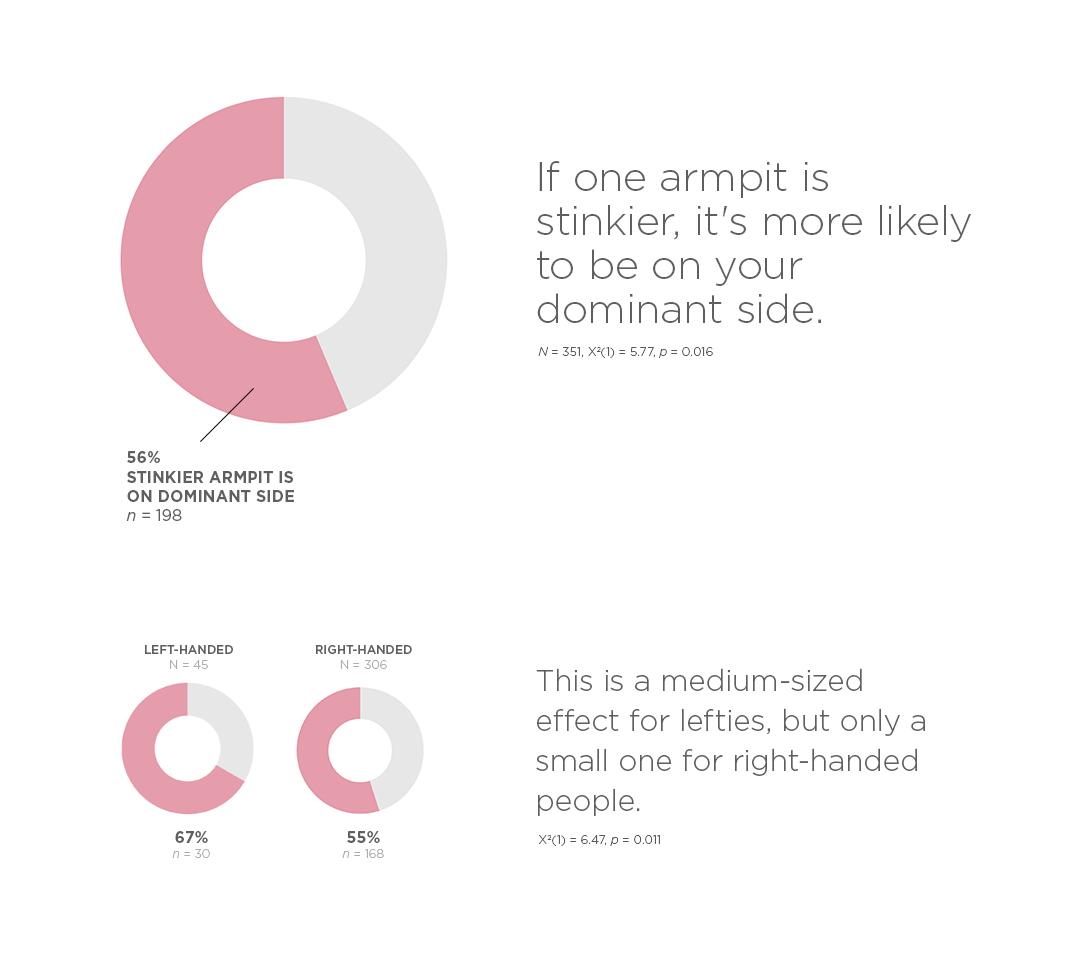 If one armpit is
stinkier, it's more likely
to be on your
dominant side.
N = 351, X²(1) = 5.77, p = 0.016
56%
STINKIER ARMPIT IS
ON DOMINANT SIDE
n = 198
LEFT-HANDED
N = 45
67%
n = 30
RIGHT-HANDED
N = 306
55%
n = 168
This is a medium-sized
effect for lefties, but only a
small one for right-handed
people.
X²(1) = 6.47, p = 0.011